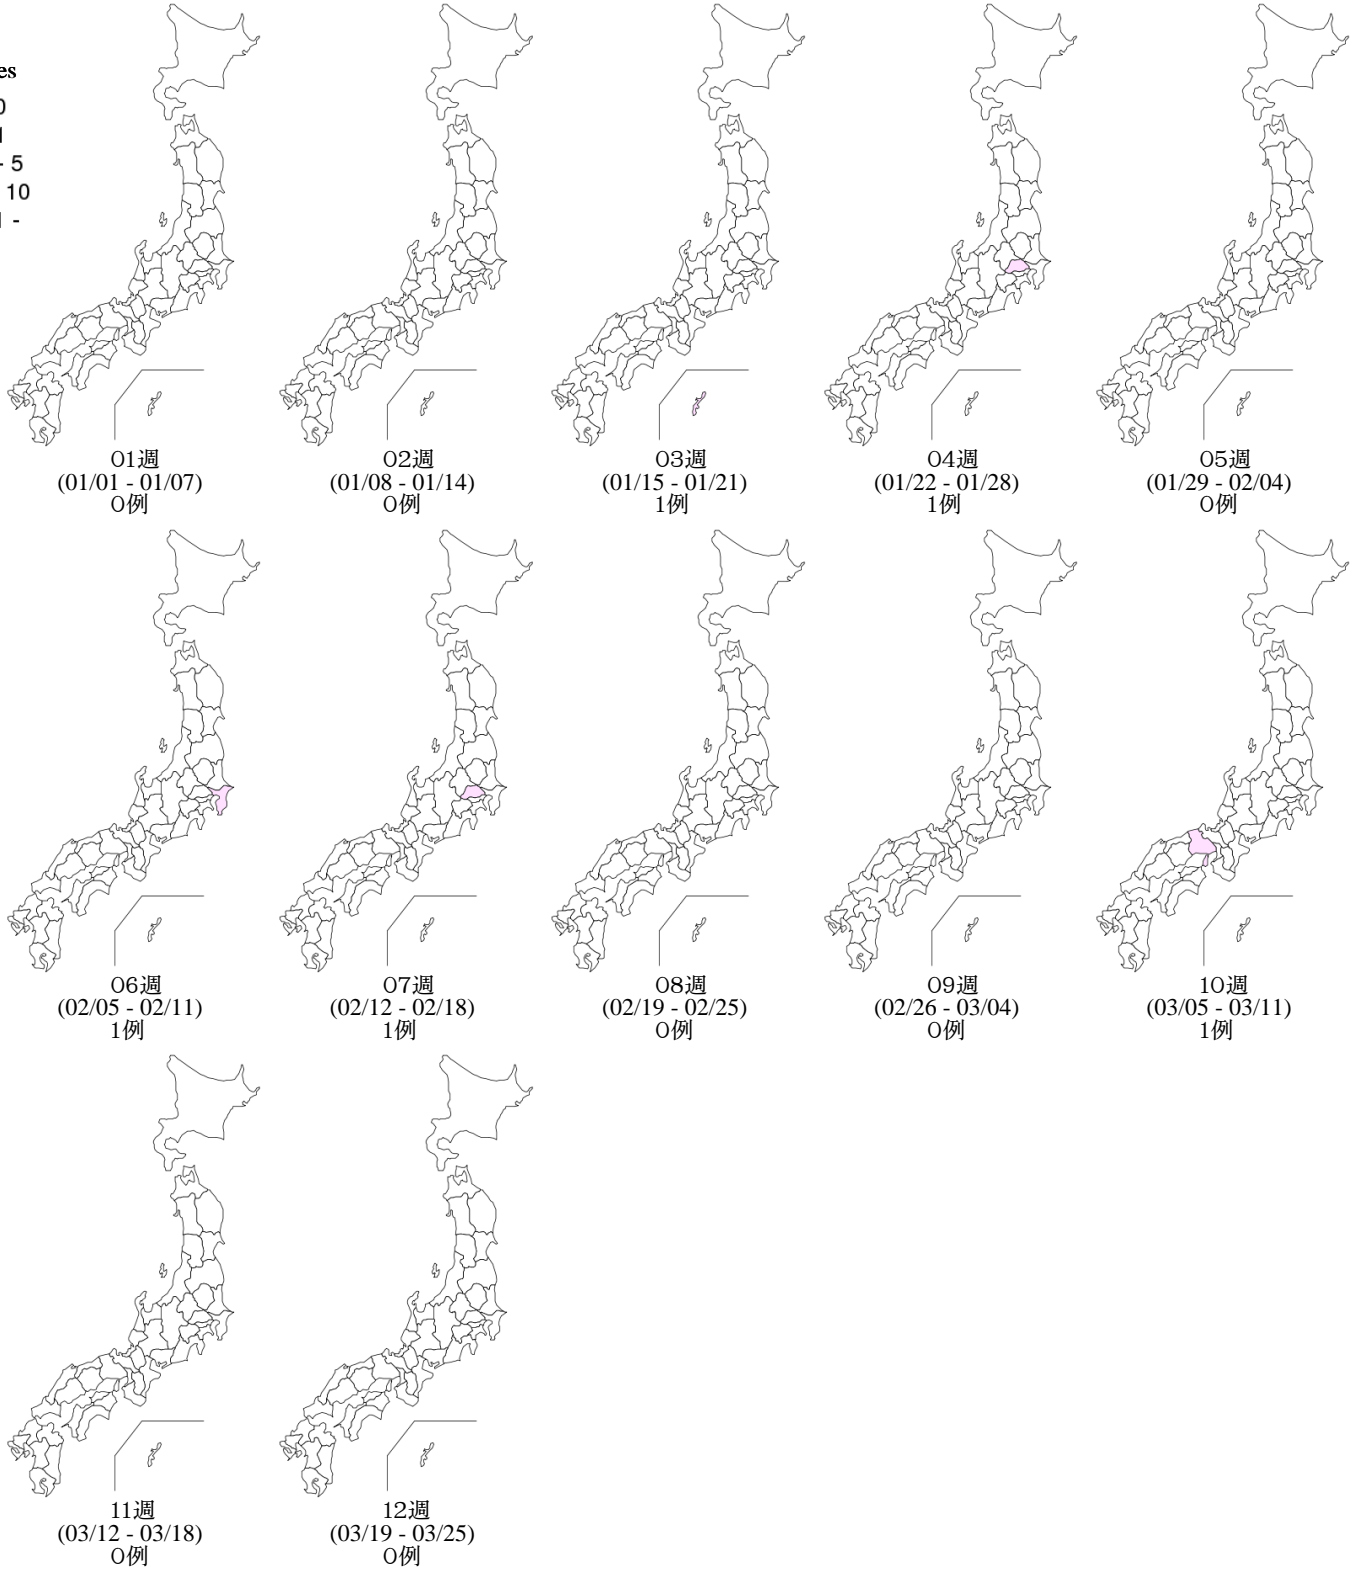 es
0
1
- 5
10
1 -
01週
(01/01 - 01/07)
0例
02週
(01/08 - 01/14)
0例
03週
(01/15 - 01/21)
1例
04週
(01/22 - 01/28)
1例
05週
(01/29 - 02/04)
0例
06週
(02/05 - 02/11)
1例
07週
(02/12 - 02/18)
1例
08週
(02/19 - 02/25)
0例
09週
(02/26 - 03/04)
0例
10週
(03/05 - 03/11)
1例
11週
(03/12 - 03/18)
0例
12週
(03/19 - 03/25)
0例